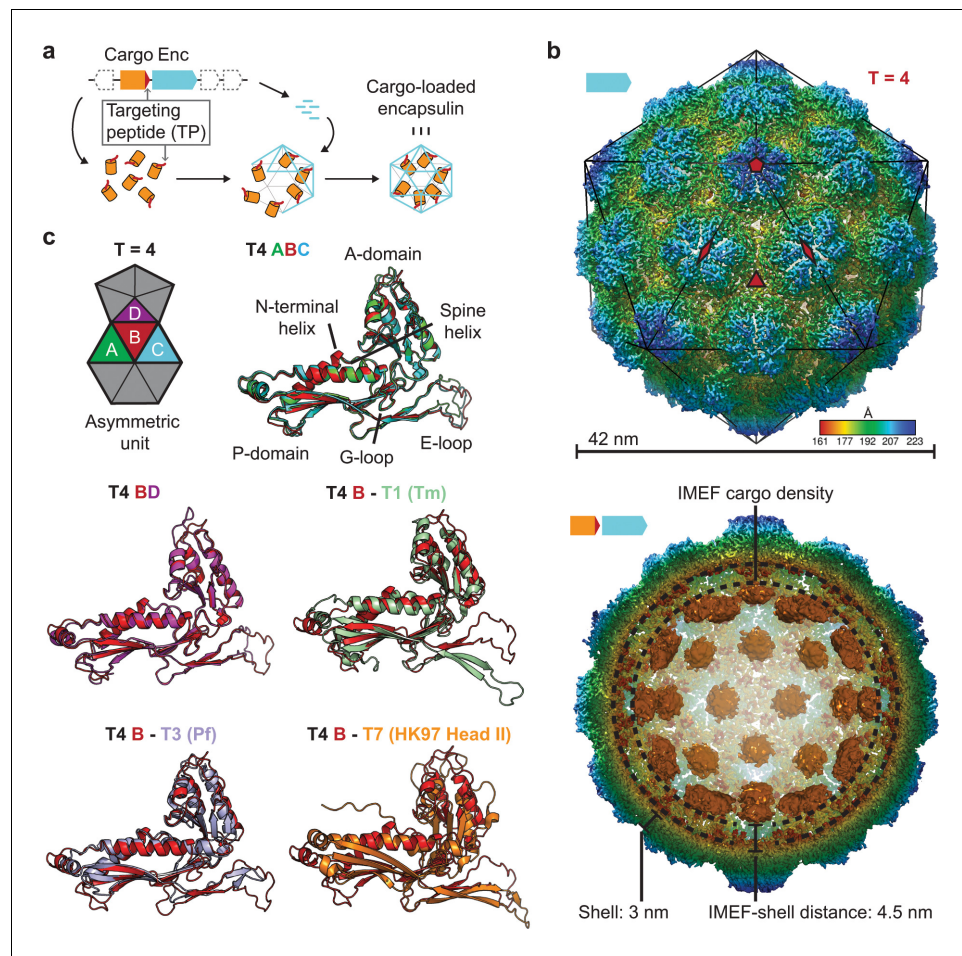 a
Cargo Enc
Targeting
peptide (TP)
Cargo-loaded
encapsulin
b
T = 4
A
161 177 192 207 223
42 nm
c
T = 4
D
B
A
C
Asymmetric
unit
T4 ABC
A-domain
N-terminal
helix
Spine
helix
P-domain
G-loop
E-loop
T4 BD
T4 B - T1 (Tm)
T4 B - T3 (Pf)
T4 B - T7 (HK97 Head II)
IMEF cargo density
Shell: 3 nm
IMEF-shell distance: 4.5 nm